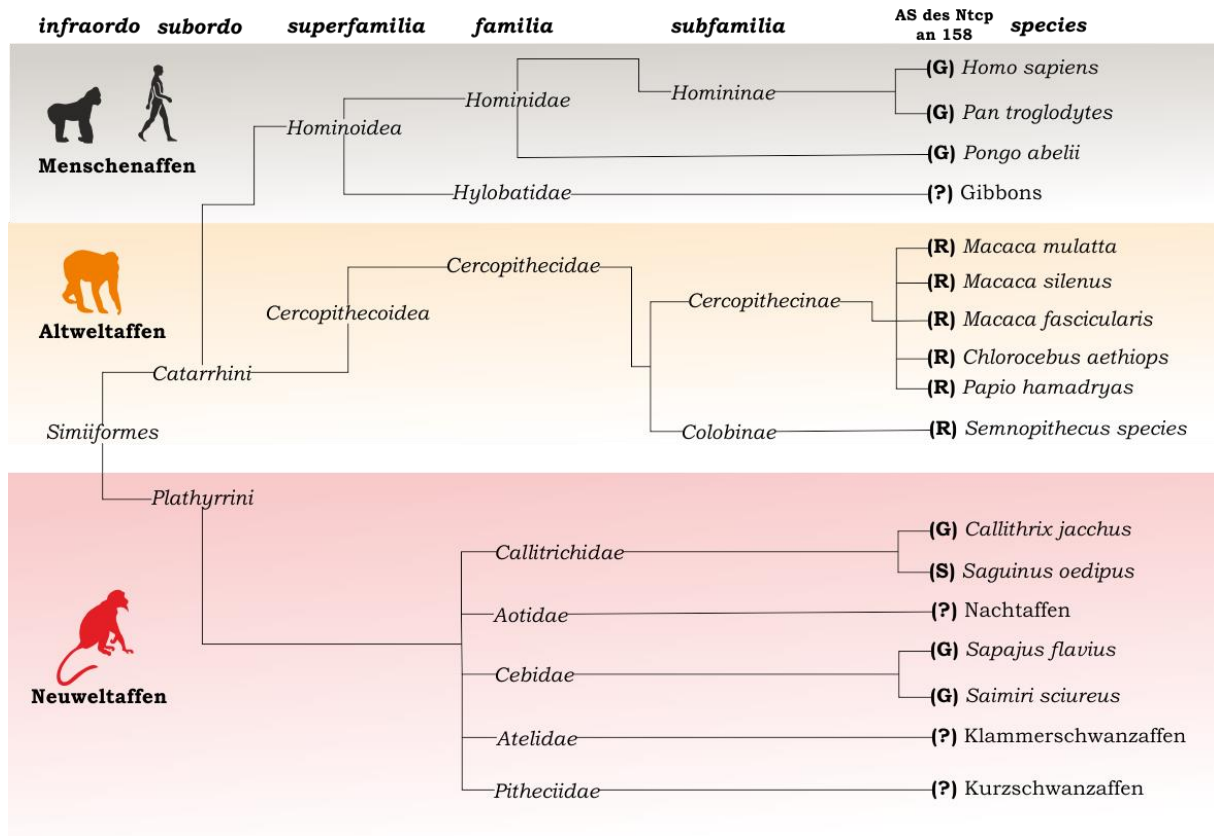 infraordo subordo superfamilia familia subfamilia AS des Ntcp an 158 species
Menschenaffen
Hominoidea
Hominidae
Homininae
(G) Homo sapiens
(G) Pan troglodytes
(G) Pongo abelii
Hylobatidae
(?) Gibbons
Altweltaffen
Simiiformes
Catarrhini
Cercopithecoidea
Cercopithecidae
Cercopithecinae
(R) Macaca mulatta
(R) Macaca silenus
(R) Macaca fascicularis
(R) Chlorocebus aethiops
(R) Papio hamadryas
Colobinae
(R) Semnopithecus species
Neuweltaffen
Plathyrrini
Callitrichidae
(G) Callithrix jacchus
(S) Saguinus oedipus
Aotidae
(?) Nachtaffen
Cebidae
(G) Sapajus flavius
(G) Saimiri sciureus
Atelidae
(?) Klammerschwanzaffen
Pitheciidae
(?) Kurzschwanzaffen